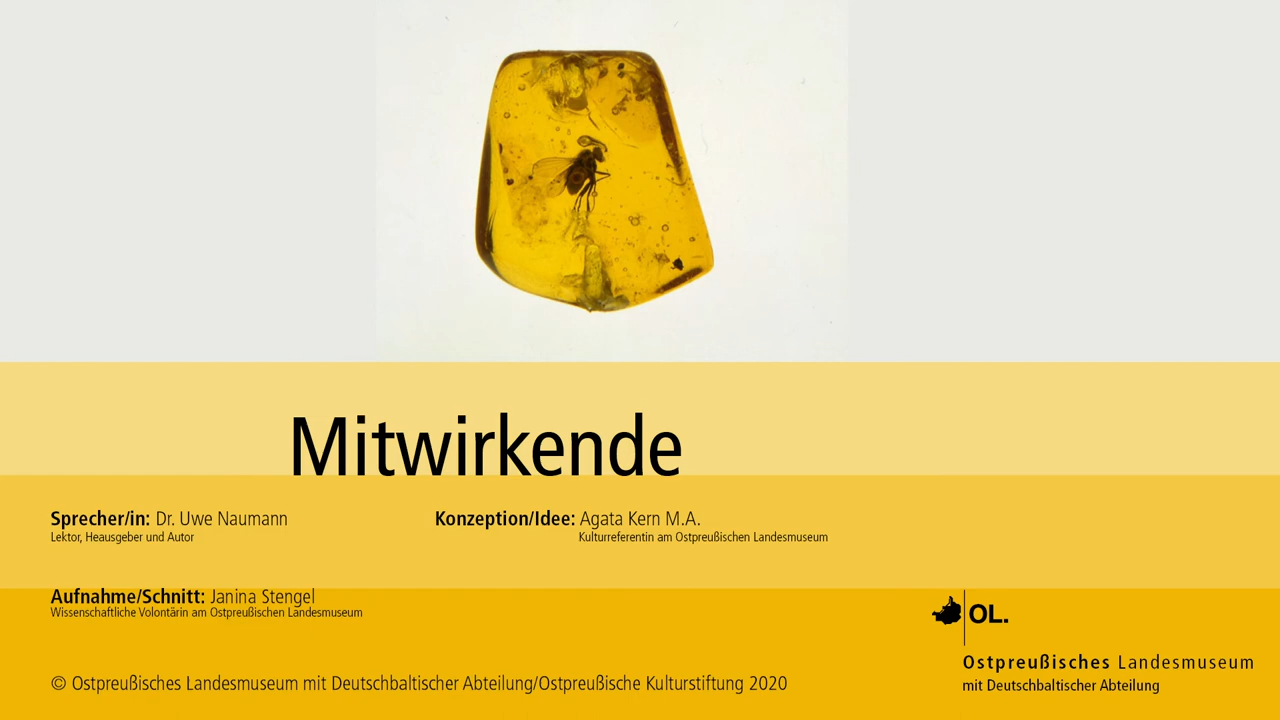 Mitwirkende
Sprecher/in: Dr. Uwe Naumann
Lektor, Heausgeber und Autor
Konzeption/Idee: Agata Kern M.A.
Kulturreferentin am Ostpreußischen Landesmuseum
Aufnahme/Schnitt: Janina Stengel
Wissenschaftliche Volontärin am Ostpreußischen Landesmuseum
OL.
Ostpreußisches Landesmuseum
mit Deutschbaltischer Abteilung
© Ostpreußisches Landesmuseum mit Deutschbaltischer Abteilung/Ostpreußische Kulturstiftung 2020